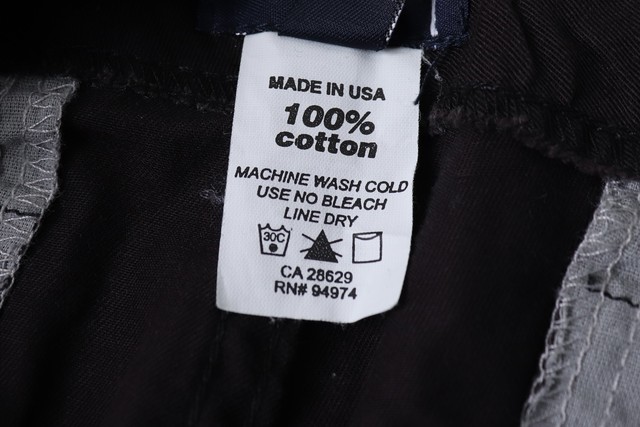 MADE IN USA
100%
cotton
MACHINE WASH COLD
USE NO BLEACH
LINE DRY
30C
CA 28629
RN# 94974